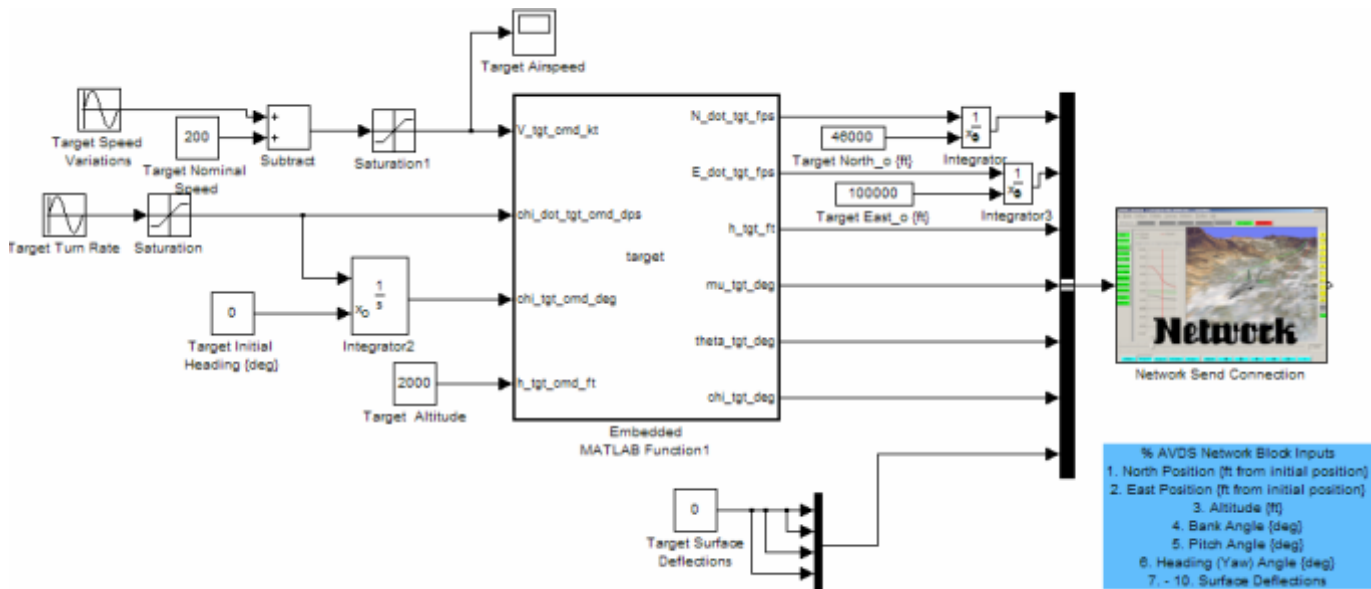 Target Airspeed
Target Speed
Variations
200
Target Nominal
Speed
+
+
Subtract
Saturation1
Target Turn Rate
Saturation
0
Target Initial
Heading {deg}
1
s
xo
Integrator2
2000
Target Altitude
V_tgt_cmd_kt
chi_dot_tgt_cmd_dps
chi_tgt_cmd_deg
h_tgt_cmd_ft
target
N_dot_tgt_fps
E_dot_tgt_fps
h_tgt_ft
mu_tgt_deg
theta_tgt_deg
chi_tgt_deg
Embedded
MATLAB Function1
46000
Target North_o {ft}
1
Integrator
100000
Target East_o {ft}
1
Integrator3
0
Target Surface
Deflections
Network
Network Send Connection
% AVDS Network Block Inputs
1. North Position {ft from initial position}
2. East Position {ft from initial position}
3. Altitude {ft}
4. Bank Angle {deg}
5. Pitch Angle {deg}
6. Heading (Yaw) Angle {deg}
7. - 10. Surface Deflections